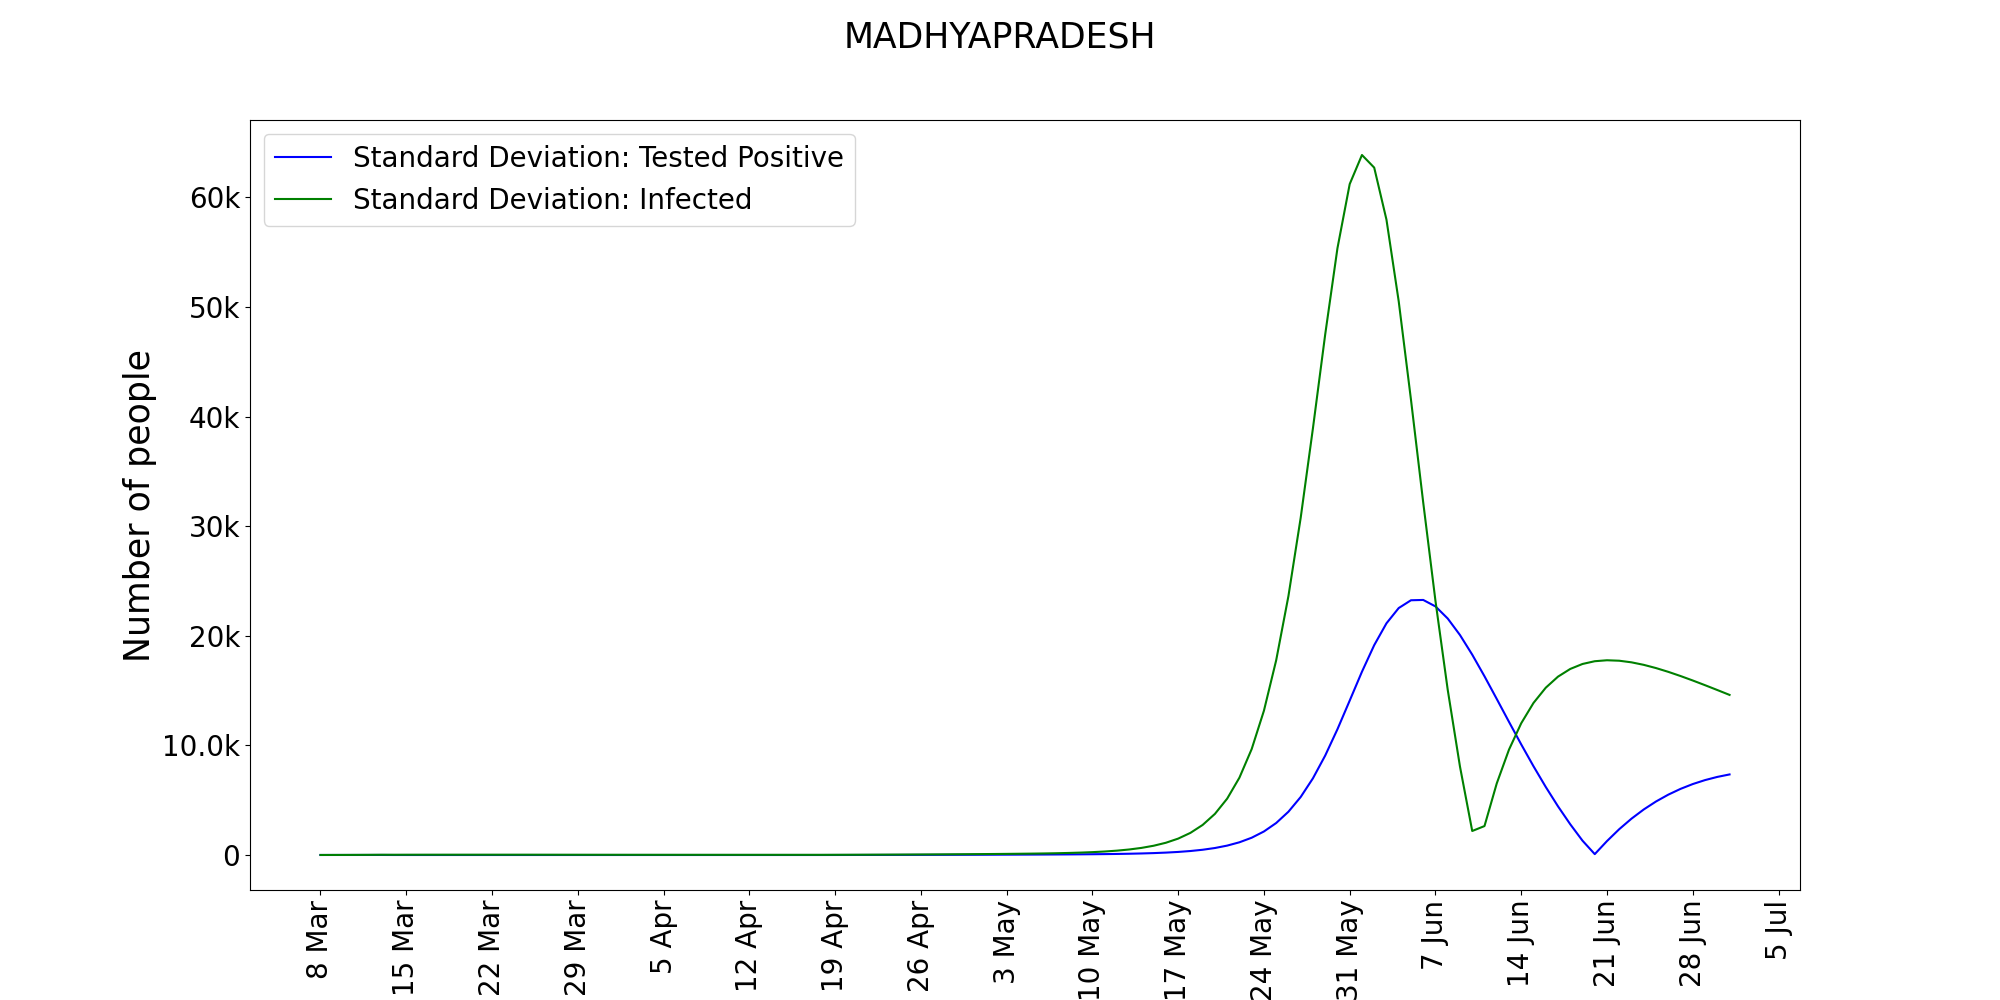 MADHYAPRADESH
Standard Deviation: Tested Positive
Standard Deviation: Infected
Number of people
60k
50k
40k
30k
20k
10.0k
0
8 Mar
15 Mar
22 Mar
29 Mar
5 Apr
12 Apr
19 Apr
26 Apr
3 May
10 May
17 May
24 May
31 May
7 Jun
14 Jun
21 Jun
28 Jun
5 Jul